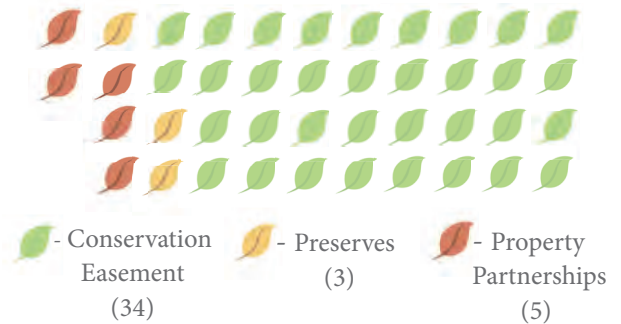 - Conservation
Easement
(34)
- Preserves
(3)
- Property
Partnerships
(5)